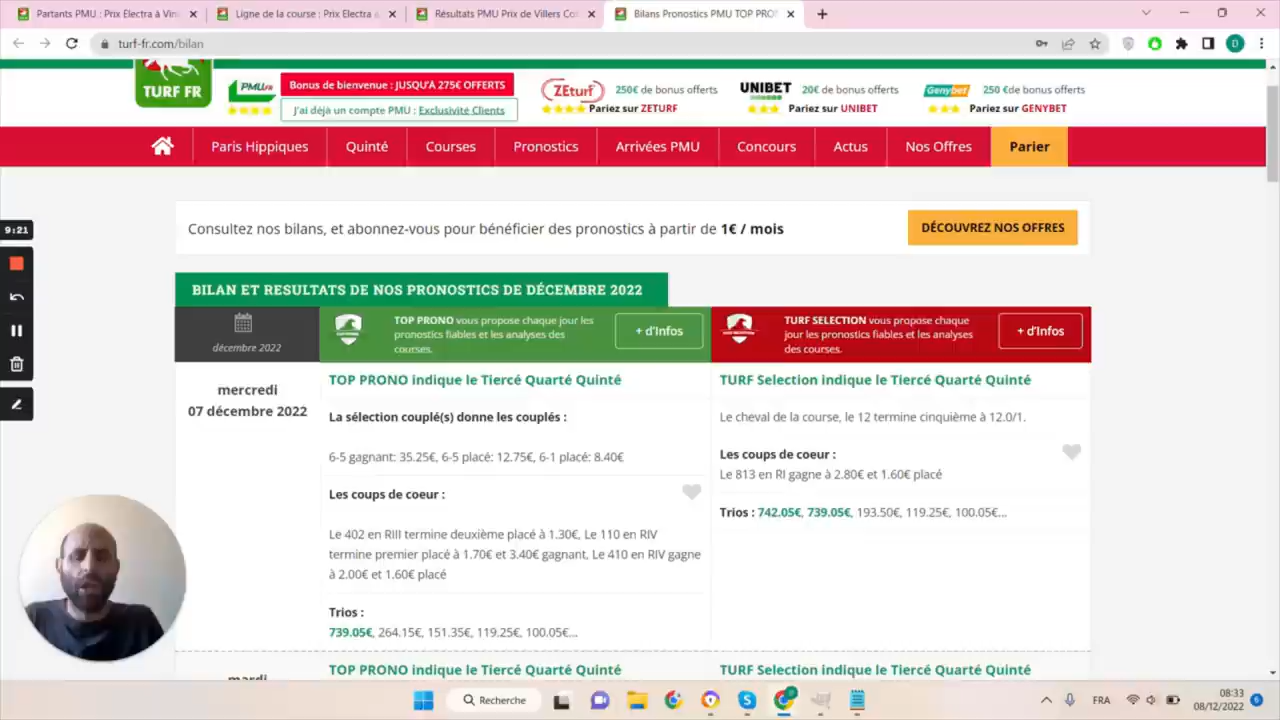 Partants PMU : Prix Electra à Vin
Ligne de la course : Prix Electra
Résultats PMU Prix de Villers Co
Bilans Pronostics PMU TOP PRO
turf-fr.com/bilan
TURF FR
PMU.fr
Bonus de bienvenue : JUSQU'À 275€ OFFERTS
J'ai déjà un compte PMU : Exclusivité Clients
ZEturf
250€ de bonus offerts
Pariez sur ZETURF
UNIBET
20€ de bonus offerts
Pariez sur UNIBET
Genybet
250 €de bonus offerts
Pariez sur GENYBET
Paris Hippiques
Quinté
Courses
Pronostics
Arrivées PMU
Concours
Actus
Nos Offres
Parier
9:21
Consultez nos bilans, et abonnez-vous pour bénéficier des pronostics à partir de 1€ / mois
DÉCOUVREZ NOS OFFRES
BILAN ET RESULTATS DE NOS PRONOSTICS DE DÉCEMBRE 2022
décembre 2022
TOP PRONO vous propose chaque jour les
pronostics fiables et les analyses des
courses.
+ d'Infos
TURF SELECTION vous propose chaque
jour les pronostics fiables et les analyses
des courses.
+ d'Infos
mercredi
07 décembre 2022
TOP PRONO indique le Tiercé Quarté Quinté
La sélection couplé(s) donne les couplés :
6-5 gagnant: 35.25€, 6-5 placé: 12.75€, 6-1 placé: 8.40€
Les coups de coeur :
Le 402 en RIII termine deuxième placé à 1.30€, Le 110 en RIV
termine premier placé à 1.70€ et 3.40€ gagnant, Le 410 en RIV gagne
à 2.00€ et 1.60€ placé
Trios :
739.05€, 264.15€, 151.35€, 119.25€, 100.05€...
TURF Selection indique le Tiercé Quarté Quinté
Le cheval de la course, le 12 termine cinquième à 12.0/1.
Les coups de coeur :
Le 813 en RI gagne à 2.80€ et 1.60€ placé
Trios : 742.05€, 739.05€, 193.50€, 119.25€, 100.05€...
mardi
TOP PRONO indique le Tiercé Quarté Quinté
TURF Selection indique le Tiercé Quarté Quinté
Recherche
FRA
08:33
08/12/2022